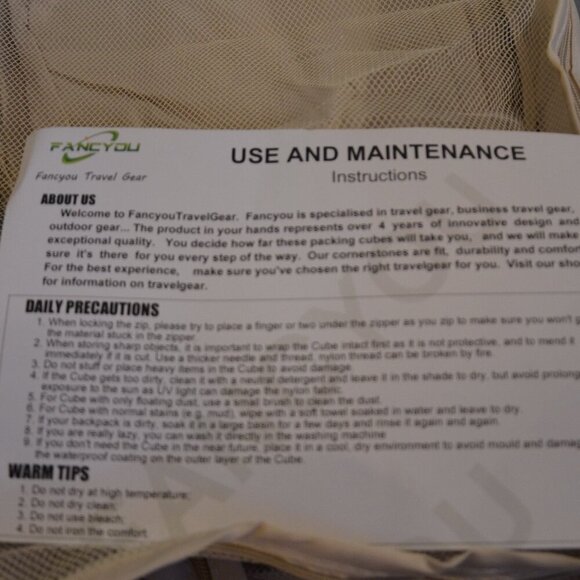 FANCYOU
Fancyou Travel Gear
USE AND MAINTENANCE
Instructions
ABOUT US
Welcome to FancyouTravelGear. Fancyou is specialised in travel gear, business travel gear,
outdoor gear... The product in your hands represents over 4 years of innovative design and
exceptional quality. You decide how far these packing cubes will take you, and we will make
sure it's there for you every step of the way. Our cornerstones are fit, durability and comfor
For the best experience, make sure you've chosen the right travelgear for you. Visit our sho
for information on travelgear.
DAILY PRECAUTIONS
1. When locking the zip, please try to place a finger or two under the zipper as you zip to make sure you won't g
the material stuck in the zipper.
2. When storing sharp objects, it is important to wrap the Cube intact first as it is not protective, and to mend it
immediately if it is cut. Use a thicker needle and thread, nylon thread can be broken by fire.
3. Do not stuff or place heavy items in the Cube to avoid damage.
4. If the Cube gets too dirty, clean it with a neutral detergent and leave it in the shade to dry, but avoid prolong
exposure to the sun as UV light can damage the nylon fabric.
5. For Cube with only floating dust, use a small brush to clean the dust.
6. For Cube with normal stains (e.g. mud), wipe with a soft towel soaked in water and leave to dry.
7. If your backpack is dirty, soak it in a large basin for a few days and rinse it again and again.
8. If you are really lazy, you can wash it directly in the washing machine.
9. If you don't need the Cube in the near future, place it in a cool, dry environment to avoid mould and damag
the waterproof coating on the outer layer of the Cube.
WARM TIPS
1. Do not dry at high temperature.
2. Do not dry clean.
3. Do not use bleach.
4. Do not iron the comfort.